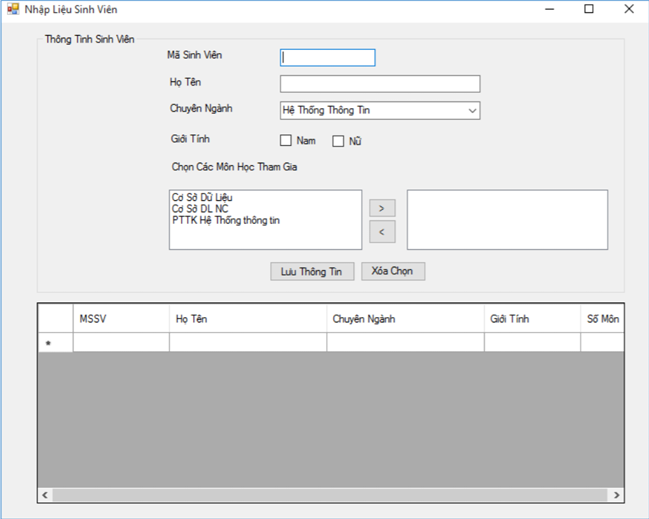 Nhập Liệu Sinh Viên
Thông Tinh Sinh Viên
Mã Sinh Viên
Họ Tên
Chuyên Ngành
Hệ Thống Thông Tin
Giới Tính
Nam
Nữ
Chọn Các Môn Học Tham Gia
Cơ Sở Dữ Liệu
Cơ Sở DL NC
PTTK Hệ Thống thông tin
>
<
Lưu Thông Tin
Xóa Chọn
MSSV Họ Tên Chuyên Ngành Giới Tính Số Môn